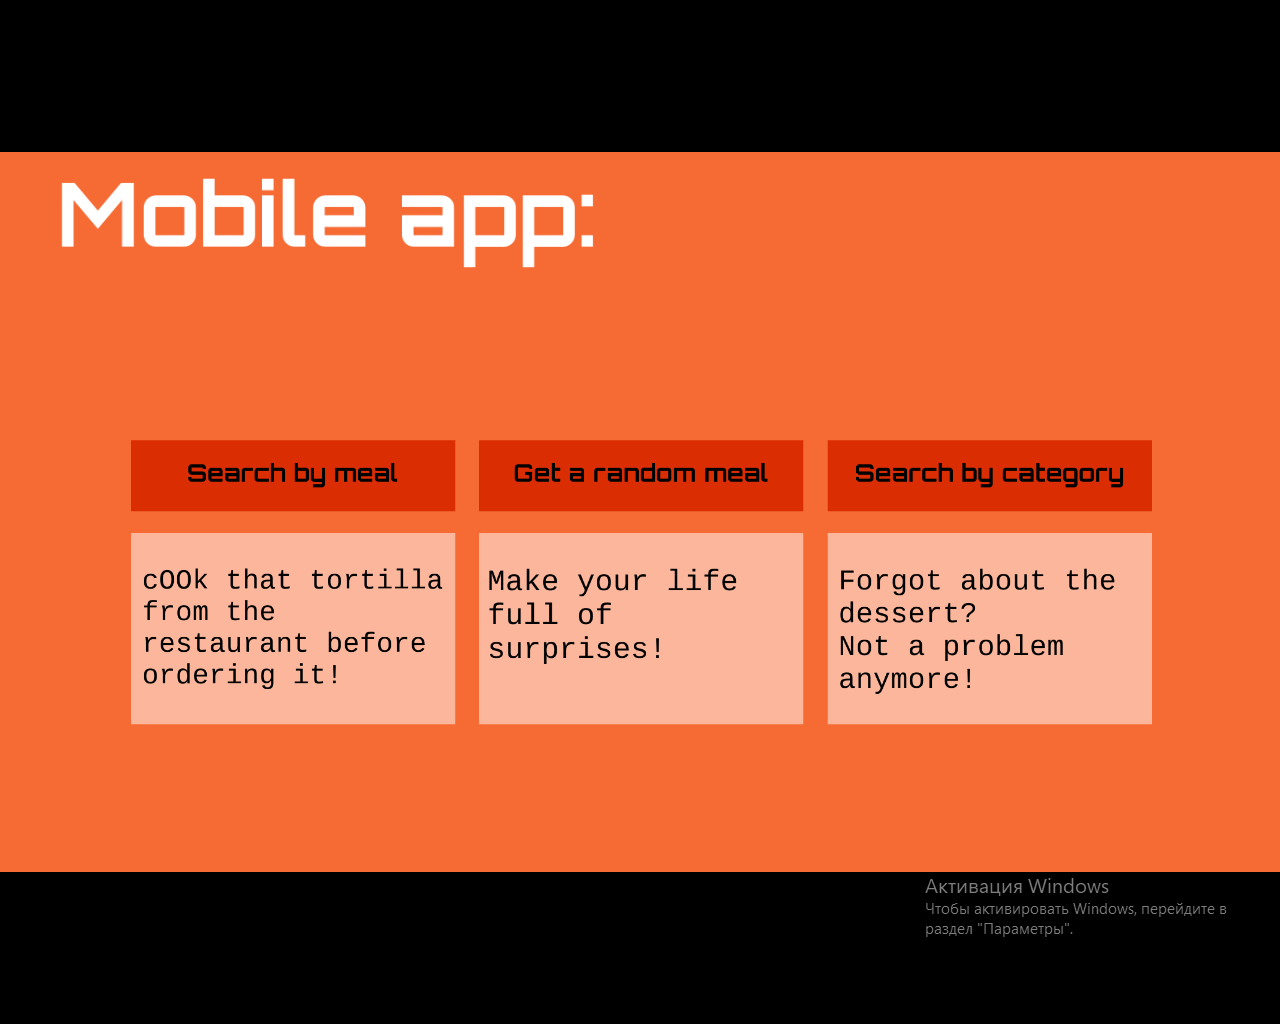 Mobile app:
Search by meal
cOOk that tortilla
from the
restaurant before
ordering it!
Get a random meal
Make your life
full of
surprises!
Search by category
Forgot about the
dessert?
Not a problem
anymore!
Активация Windows
Чтобы активировать Windows, перейдите в
раздел "Параметры".